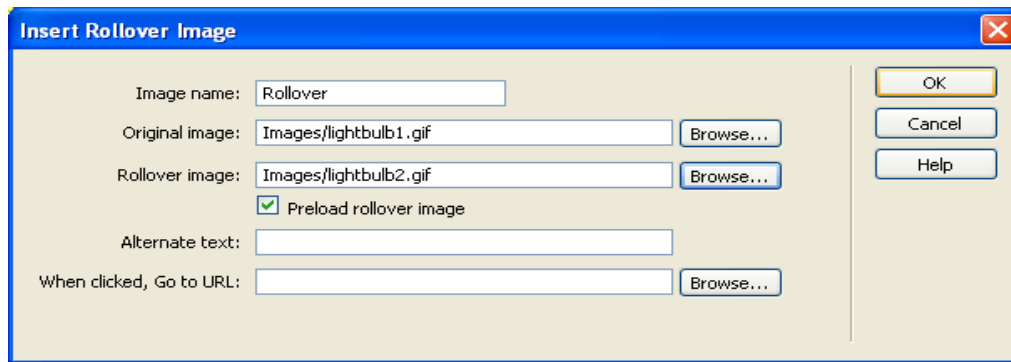 Insert Rollover Image
Image name: Rollover
OK
Original image: Images/lightbulb1.gif Browse...
Cancel
Rollover image: Images/lightbulb2.gif Browse...
Help
Preload rollover image
Alternate text:
When clicked, Go to URL: Browse...